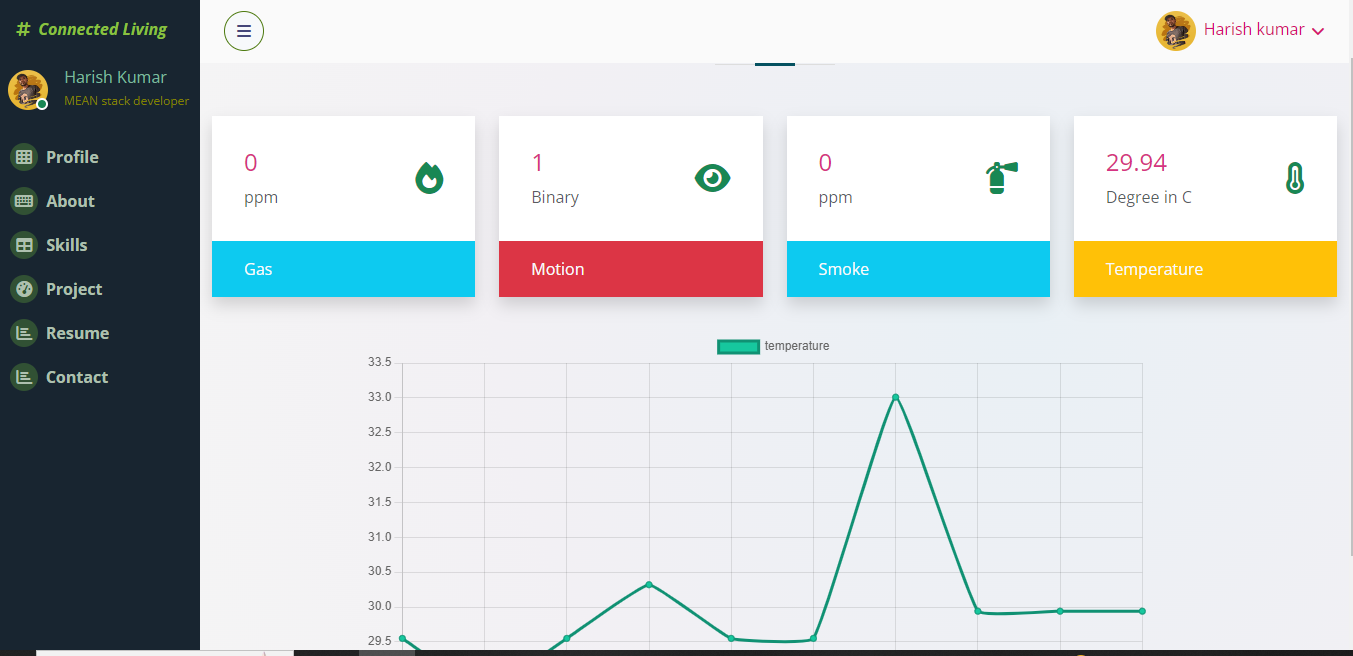 # Connected Living
Harish kumar
Harish Kumar
MEAN stack developer
Profile
About
Skills
Project
Resume
Contact
0
ppm
Gas
1
Binary
Motion
0
ppm
Smoke
29.94
Degree in C
Temperature
temperature
33.5
33.0
32.5
32.0
31.5
31.0
30.5
30.0
29.5